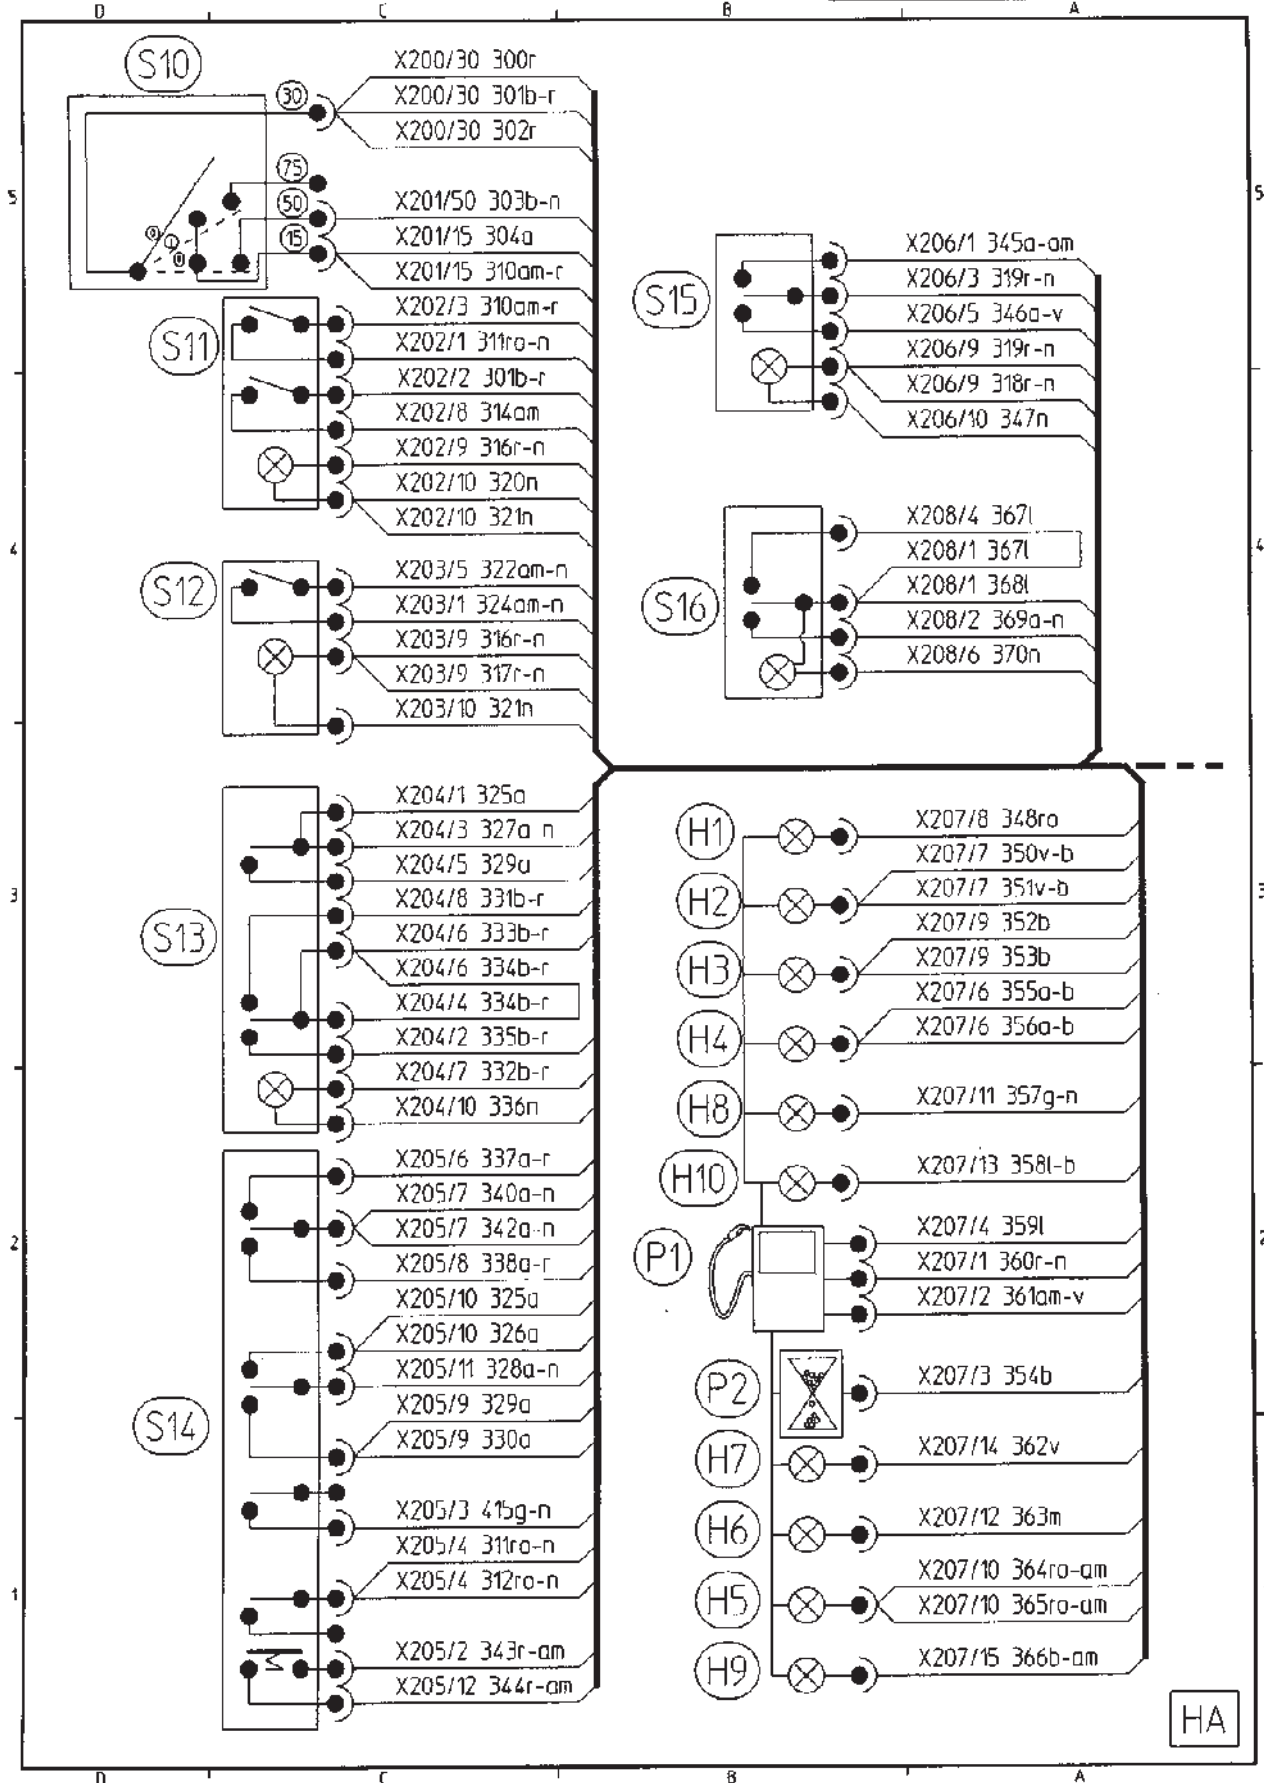 D C B A
S10
30
X200/30 300r
X200/30 301b-r
X200/30 302r
75
50
X201/50 303b-n
15
X201/15 304a
X201/15 310am-r
0
I
5
5
S11
X202/3 310am-r
X202/1 311ro-n
X202/2 301b-r
X202/8 314am
X202/9 316r-n
X202/10 320n
X202/10 321n
4
S12
X203/5 322am-n
X203/1 324am-n
X203/9 316r-n
X203/9 317r-n
X203/10 321n
S15
X206/1 345a-am
X206/3 319r-n
X206/5 346a-v
X206/9 319r-n
X206/9 318r-n
X206/10 347n
4
S16
X208/4 367l
X208/1 367l
X208/1 368l
X208/2 369a-n
X208/6 370n
3
S13
X204/1 325a
X204/3 327a n
X204/5 329a
X204/8 331b-r
X204/6 333b-r
X204/6 334b-r
X204/4 334b-r
X204/2 335b-r
X204/7 332b-r
X204/10 336n
2
S14
X205/6 337a-r
X205/7 340a-n
X205/7 342a-n
X205/8 338a-r
X205/10 325a
X205/10 326a
X205/11 328a-n
X205/9 329a
X205/9 330a
X205/3 415g-n
X205/4 311ro-n
X205/4 312ro-n
X205/2 343r-am
X205/12 344r-am
1
H1
X207/8 348ro
H2
X207/7 350v-b
X207/7 351v-b
3
H3
X207/9 352b
X207/9 353b
H4
X207/6 355a-b
X207/6 356a-b
H8
X207/11 357g-n
H10
X207/13 358l-b
2
P1
X207/4 359l
X207/1 360r-n
X207/2 361am-v
P2
X207/3 354b
H7
X207/14 362v
H6
X207/12 363m
H5
X207/10 364ro-am
X207/10 365ro-am
H9
X207/15 366b-am
HA
D C B A